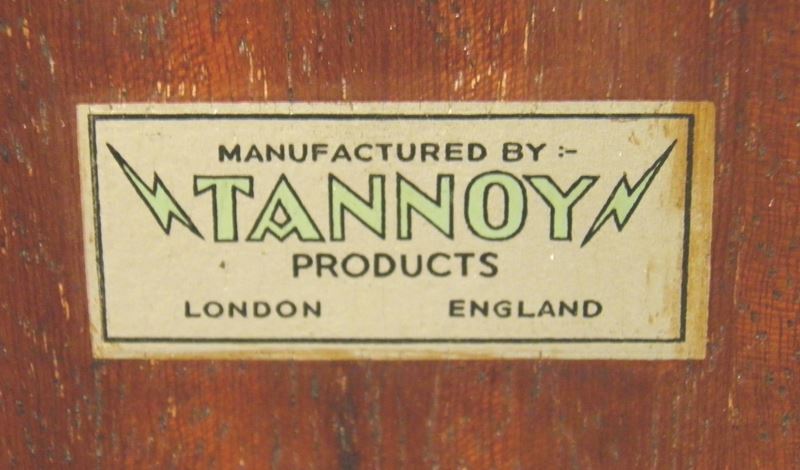 MANUFACTURED BY :-
TANNOY
PRODUCTS
LONDON ENGLAND